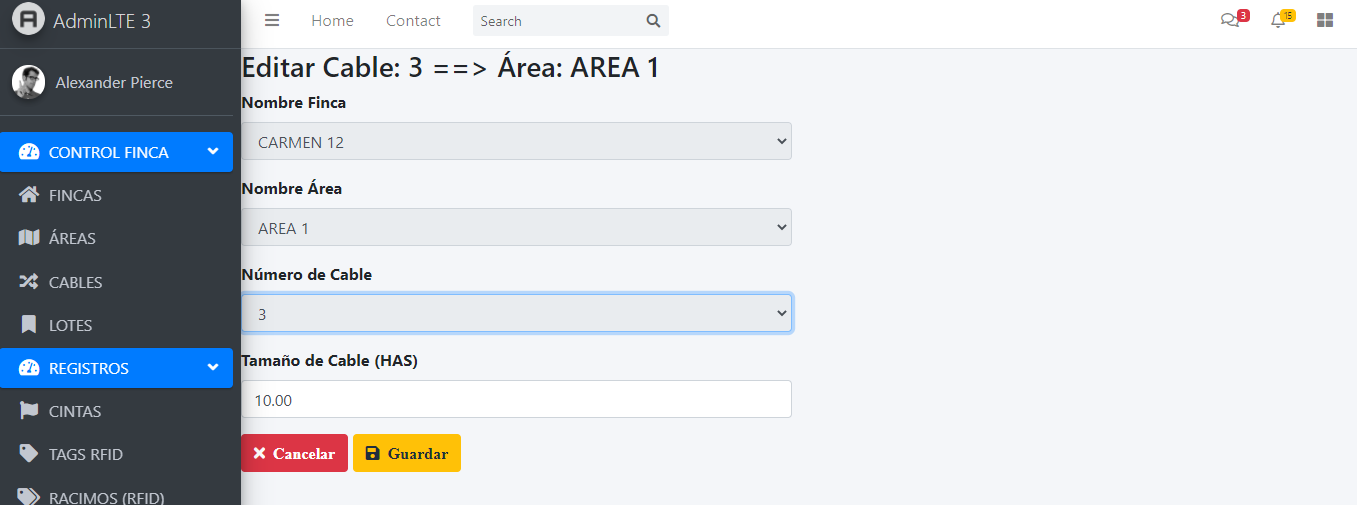 AdminLTE 3
Home
Contact
Search
3
15
Alexander Pierce
CONTROL FINCA
FINCAS
ÁREAS
CABLES
LOTES
REGISTROS
CINTAS
TAGS RFID
RACIMOS (RFID)
Editar Cable: 3 ==> Área: AREA 1
Nombre Finca
CARMEN 12
Nombre Área
AREA 1
Número de Cable
3
Tamaño de Cable (HAS)
10.00
Cancelar
Guardar